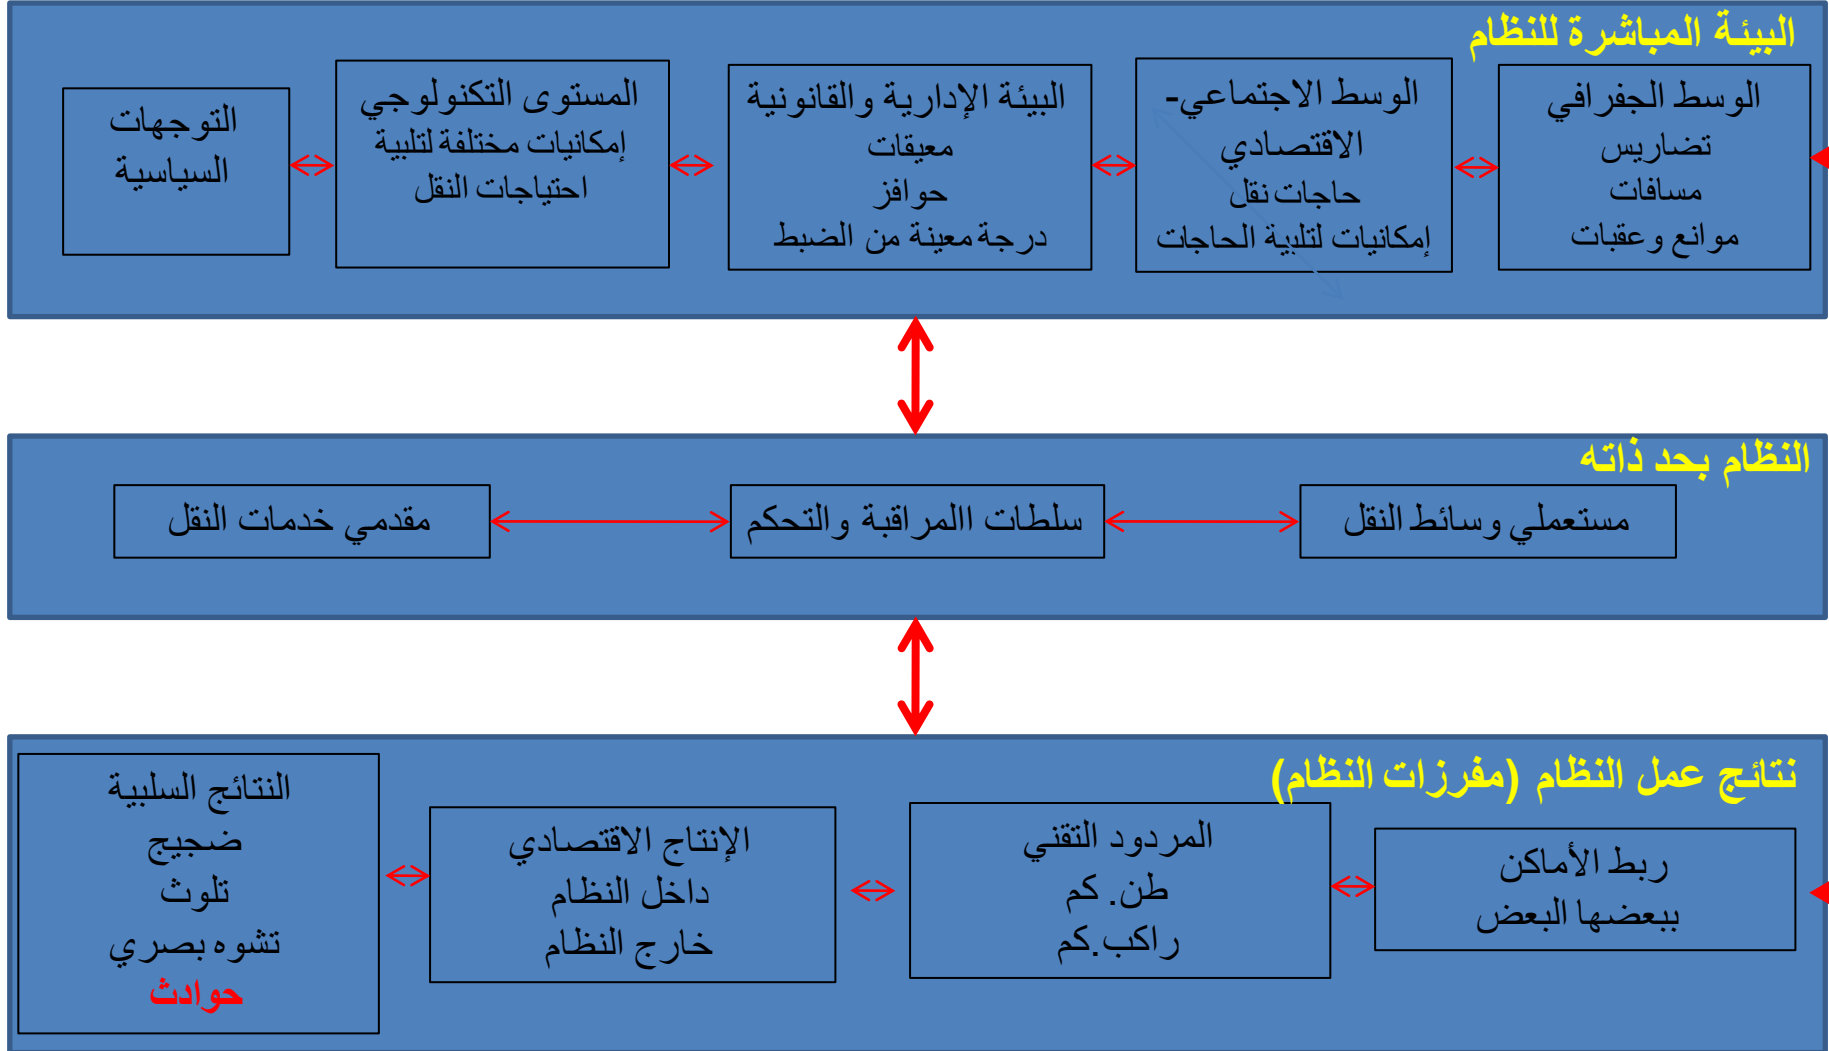 البيئة المباشرة للنظام
الوسط الجغرافي
تضاريس
مسافات
موانع وعقبات
الوسط الاجتماعي-
الاقتصادي
حاجات نقل
إمكانيات لتلبية الحاجات
البيئة الإدارية والقانونية
معيقات
حوافز
درجة معينة من الضبط
المستوى التكنولوجي
إمكانيات مختلفة لتلبية
احتياجات النقل
التوجهات
السياسية
النظام بحد ذاته
مستعملي وسائط النقل
سلطات االمراقبة والتحكم
مقدمي خدمات النقل
نتائج عمل النظام (مفرزات النظام)
ربط الأماكن
ببعضها البعض
المردود التقني
طن. كم
راكب.كم
الإنتاج الاقتصادي
داخل النظام
خارج النظام
النتائج السلبية
ضجيج
تلوث
تشوه بصري
حوادث